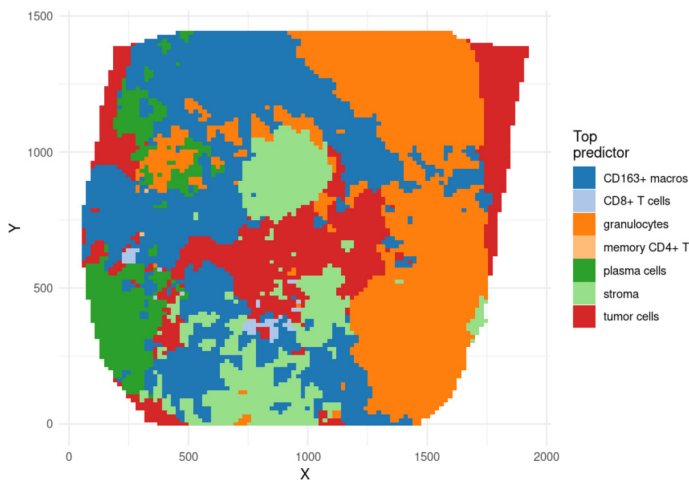 1500
1000
500
0
Y
0
500
1000
1500
2000
X
Top
predictor
CD163+ macros
CD8+ T cells
granulocytes
memory CD4+ T
plasma cells
stroma
tumor cells